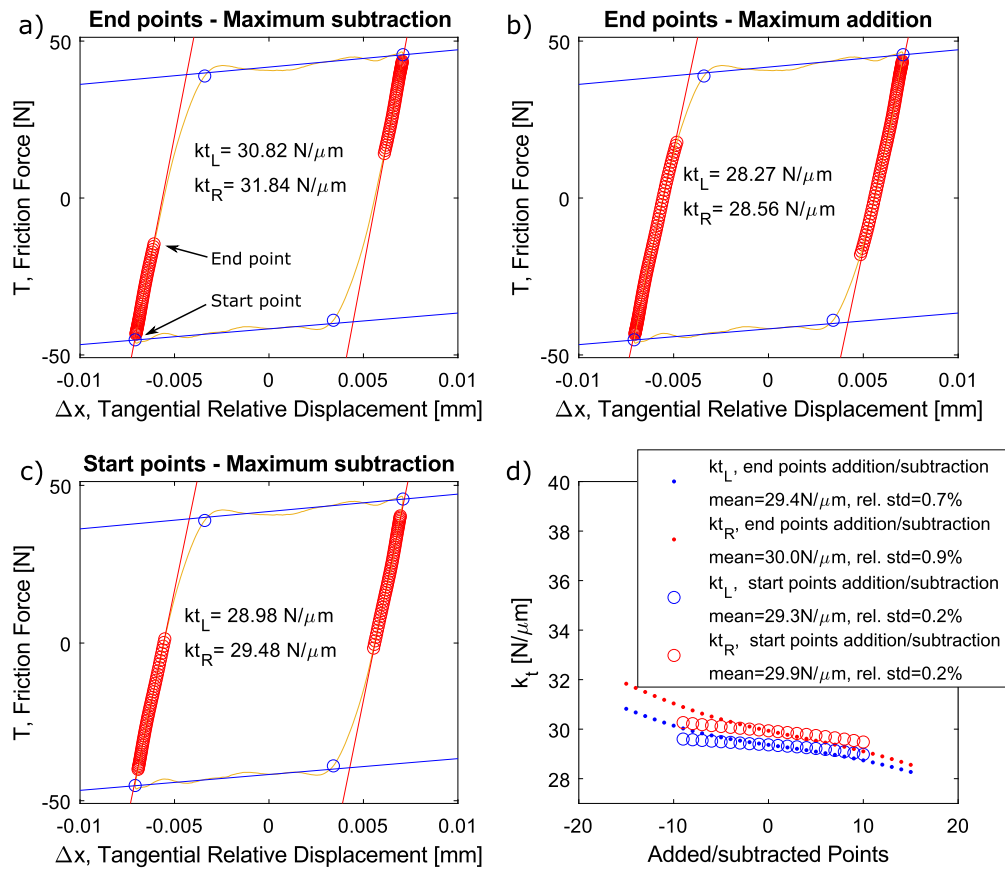 a)
End points - Maximum subtraction
50
0
-50
T, Friction Force [N]
kt_L= 30.82 N/μm
kt_R= 31.84 N/μm
End point
Start point
-0.01
-0.005
0
0.005
0.01
Δx, Tangential Relative Displacement [mm]
b)
End points - Maximum addition
50
0
-50
T, Friction Force [N]
kt_L= 28.27 N/μm
kt_R= 28.56 N/μm
-0.01
-0.005
0
0.005
0.01
Δx, Tangential Relative Displacement [mm]
c)
Start points - Maximum subtraction
50
0
-50
T, Friction Force [N]
kt_L= 28.98 N/μm
kt_R= 29.48 N/μm
-0.01
-0.005
0
0.005
0.01
Δx, Tangential Relative Displacement [mm]
d)
kt_L, end points addition/subtraction
mean=29.4N/μm, rel. std=0.7%
kt_R, end points addition/subtraction
mean=30.0N/μm, rel. std=0.9%
kt_L, start points addition/subtraction
mean=29.3N/μm, rel. std=0.2%
kt_R, start points addition/subtraction
mean=29.9N/μm, rel. std=0.2%
40
38
36
34
32
30
28
k_t [N/μm]
-20
-10
0
10
20
Added/subtracted Points